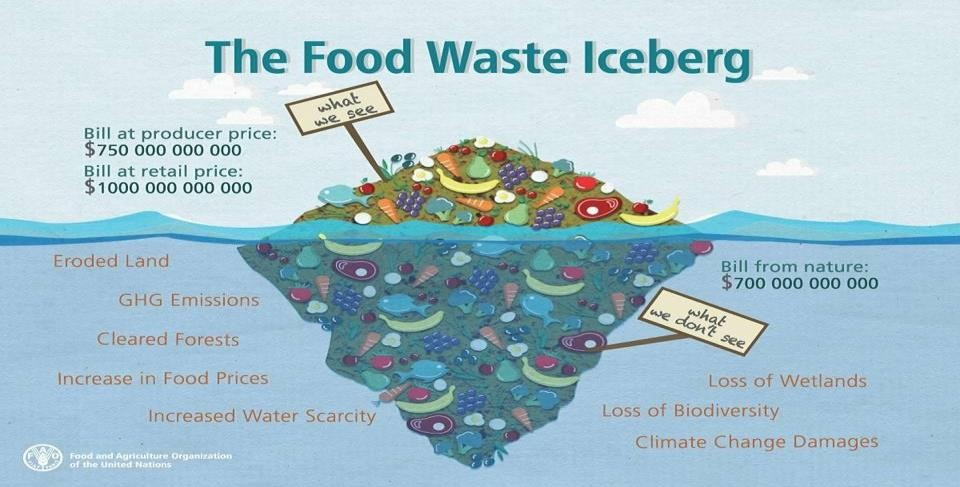 The Food Waste Iceberg
what
we see
Bill at producer price:
$750 000 000 000
Bill at retail price:
$1000 000 000 000
Eroded Land
GHG Emissions
Cleared Forests
Increase in Food Prices
Increased Water Scarcity
Bill from nature:
$700 000 000 000
what
we don't see
Loss of Wetlands
Loss of Biodiversity
Climate Change Damages
FAO
Food and Agriculture Organization
of the United Nations